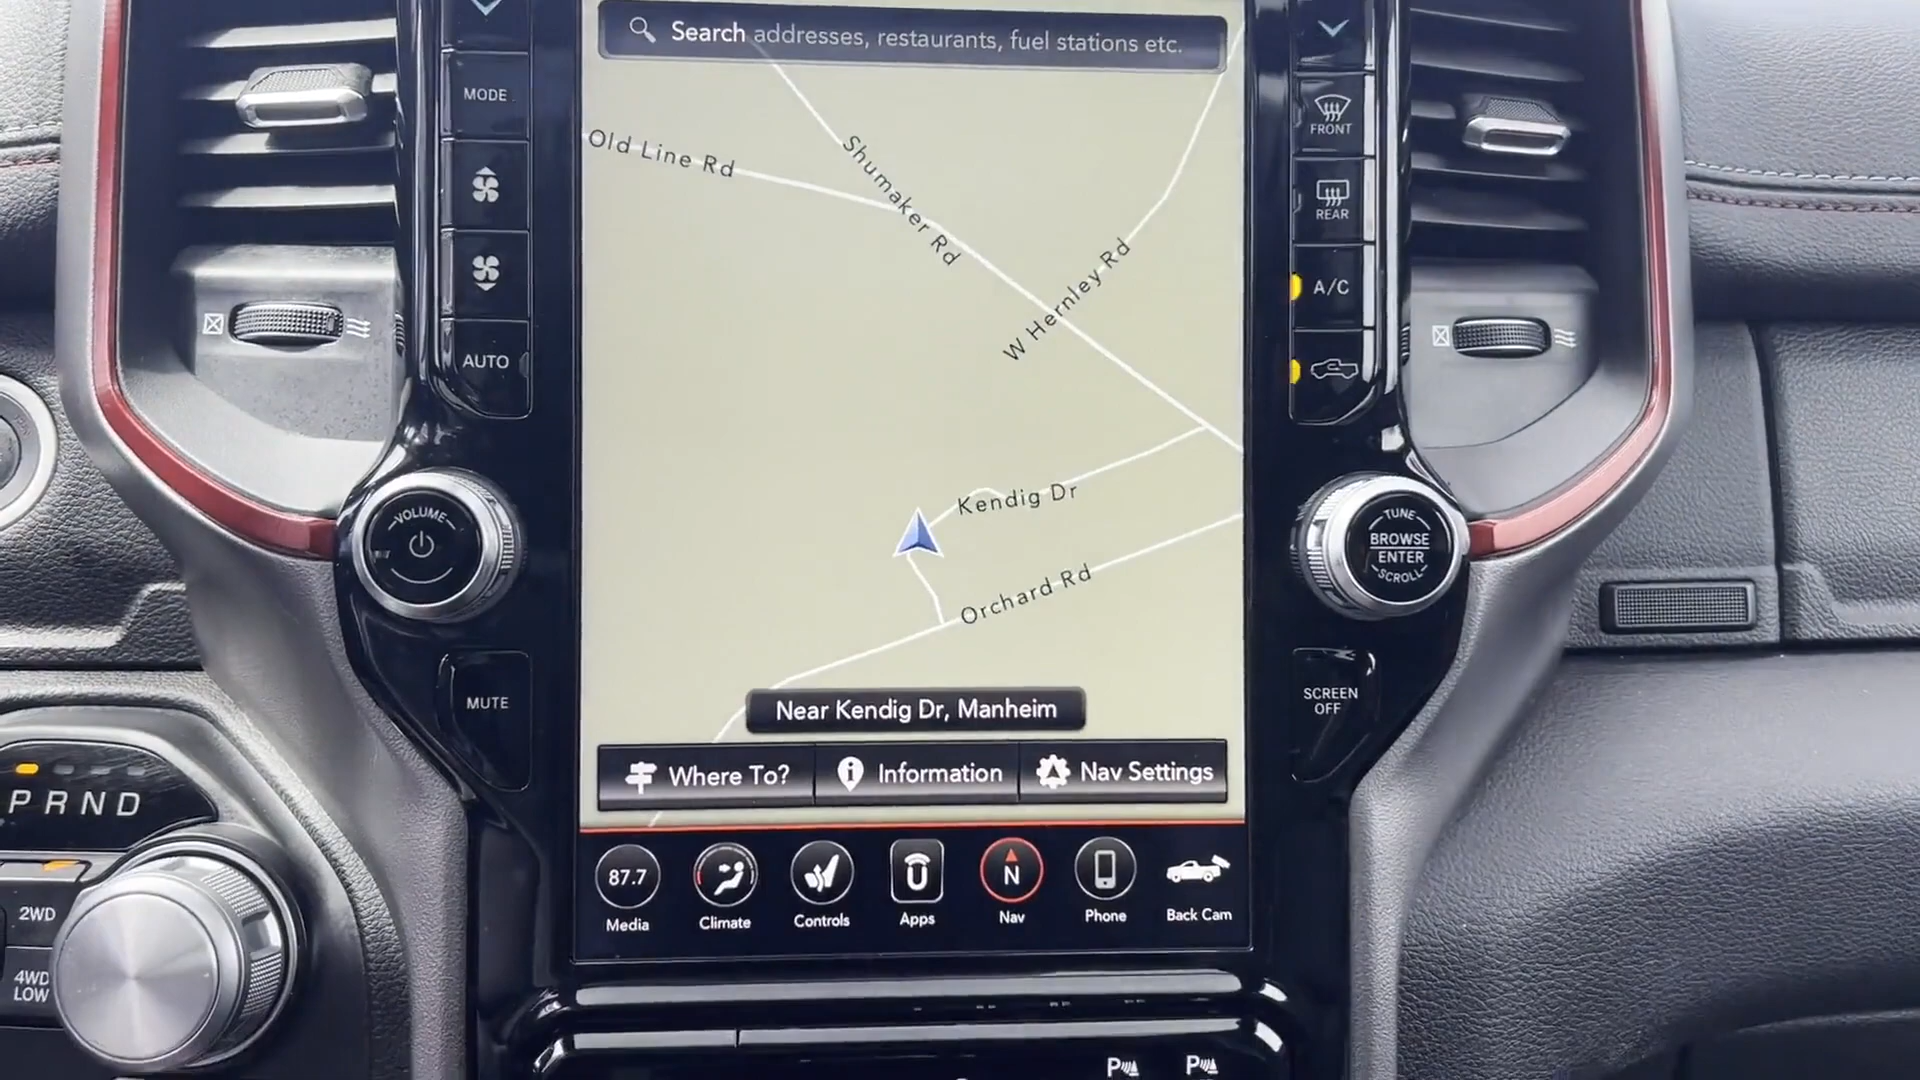 Search addresses, restaurants, fuel stations etc.
MODE
AUTO
VOLUME
MUTE
Old Line Rd
Shumaker Rd
W Hernley Rd
Kendig Dr
Orchard Rd
Near Kendig Dr, Manheim
Where To?
Information
Nav Settings
87.7
Media
Climate
Controls
Apps
N
Nav
Phone
Back Cam
FRONT
REAR
A/C
TUNE
BROWSE
ENTER
SCROLL
SCREEN
OFF
P R N D
2WD
4WD
LOW
P
P